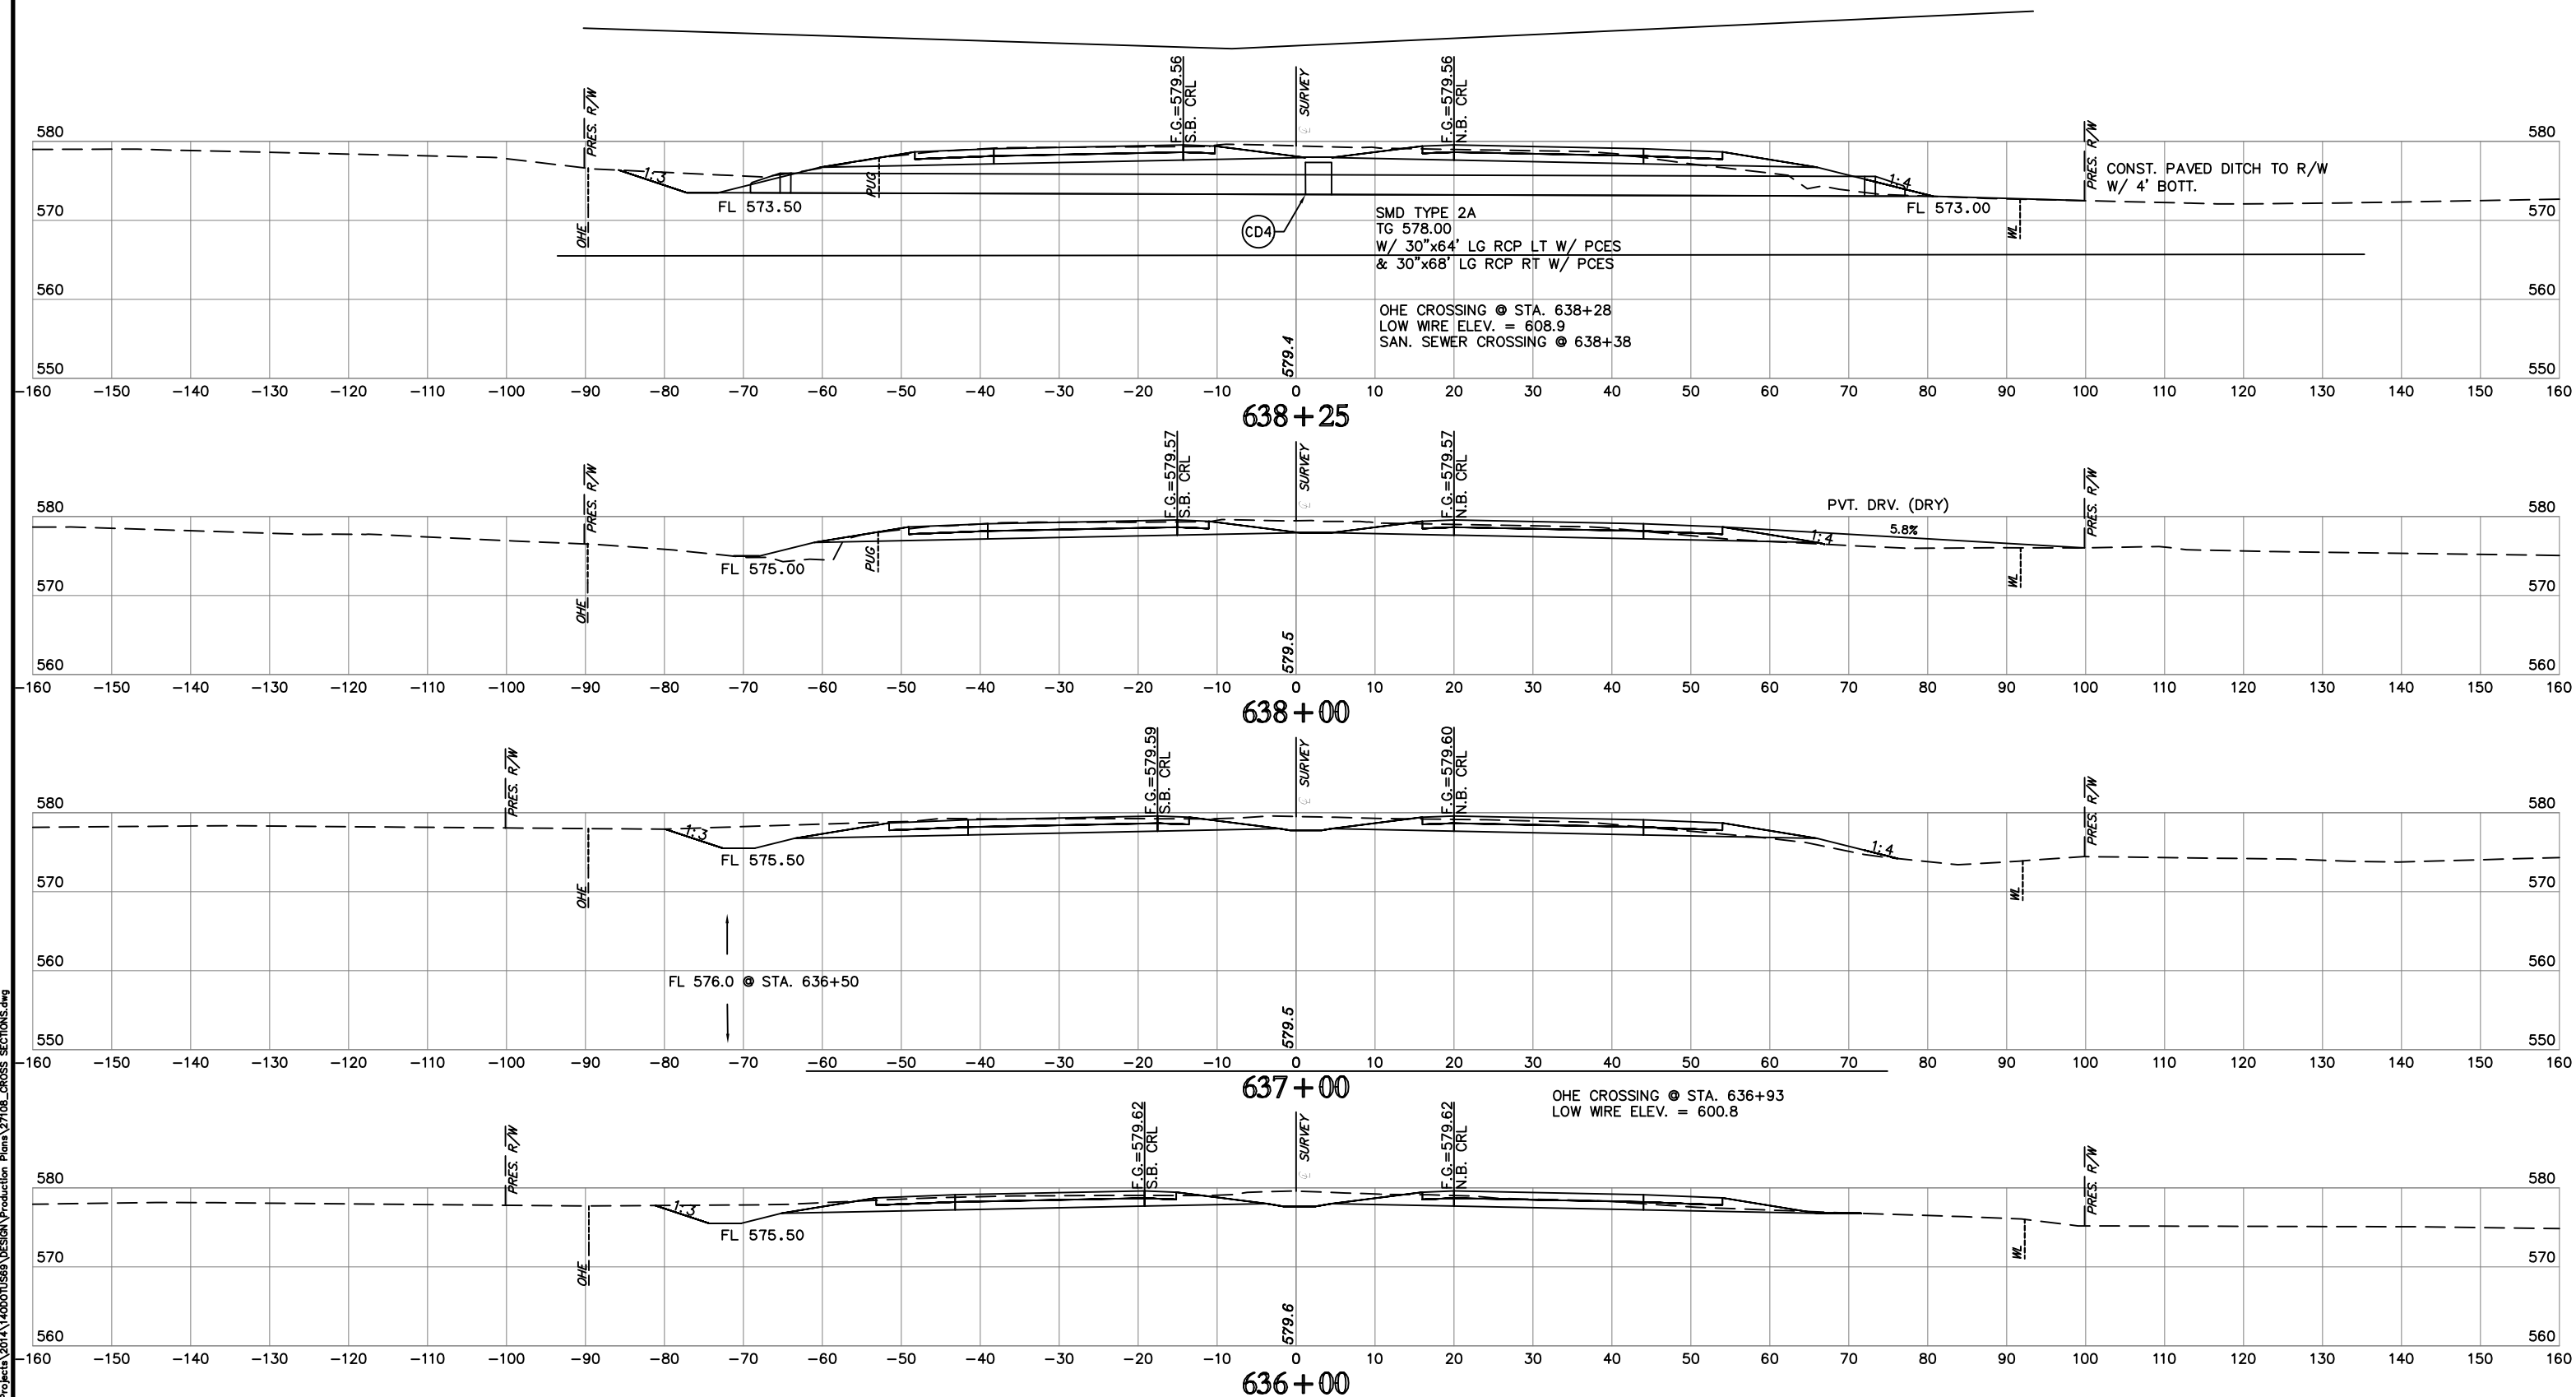 F.G.=579.56
S.B. CRL
℄ SURVEY
F.G.=579.56
N.B. CRL
PRES. R/W
PRES. R/W
580
580
1:3
PUG
1:4
CONST. PAVED DITCH TO R/W
W/ 4' BOTT.
570
FL 573.50
FL 573.00
570
OHE
CD4
WL
SMD TYPE 2A
TG 578.00
W/ 30"x64' LG RCP LT W/ PCES
& 30"x68' LG RCP RT W/ PCES
560
560
OHE CROSSING @ STA. 638+28
LOW WIRE ELEV. = 608.9
SAN. SEWER CROSSING @ 638+38
579.4
550
550
-160 -150 -140 -130 -120 -110 -100 -90 -80 -70 -60 -50 -40 -30 -20 -10 0 10 20 30 40 50 60 70 80 90 100 110 120 130 140 150 160
638+25
F.G.=579.57
S.B. CRL
℄ SURVEY
F.G.=579.57
N.B. CRL
PRES. R/W
PRES. R/W
PVT. DRV. (DRY)
580
580
5.8%
1:4
PUG
FL 575.00
570
570
OHE
WL
579.5
560
560
-160 -150 -140 -130 -120 -110 -100 -90 -80 -70 -60 -50 -40 -30 -20 -10 0 10 20 30 40 50 60 70 80 90 100 110 120 130 140 150 160
638+00
F.G.=579.59
S.B. CRL
℄ SURVEY
F.G.=579.60
N.B. CRL
PRES. R/W
PRES. R/W
580
580
1:3
1:4
FL 575.50
570
570
OHE
WL
560
560
FL 576.0 @ STA. 636+50
579.5
550
550
-160 -150 -140 -130 -120 -110 -100 -90 -80 -70 -60 -50 -40 -30 -20 -10 0 10 20 30 40 50 60 70 80 90 100 110 120 130 140 150 160
637+00
OHE CROSSING @ STA. 636+93
LOW WIRE ELEV. = 600.8
F.G.=579.62
S.B. CRL
℄ SURVEY
F.G.=579.62
N.B. CRL
PRES. R/W
PRES. R/W
580
580
1:3
FL 575.50
570
570
OHE
WL
579.6
560
560
-160 -150 -140 -130 -120 -110 -100 -90 -80 -70 -60 -50 -40 -30 -20 -10 0 10 20 30 40 50 60 70 80 90 100 110 120 130 140 150 160
636+00
Projects\2014\14ODOTUS69\DESIGN\Production Plans\27108_CROSS SECTIONS.dwg